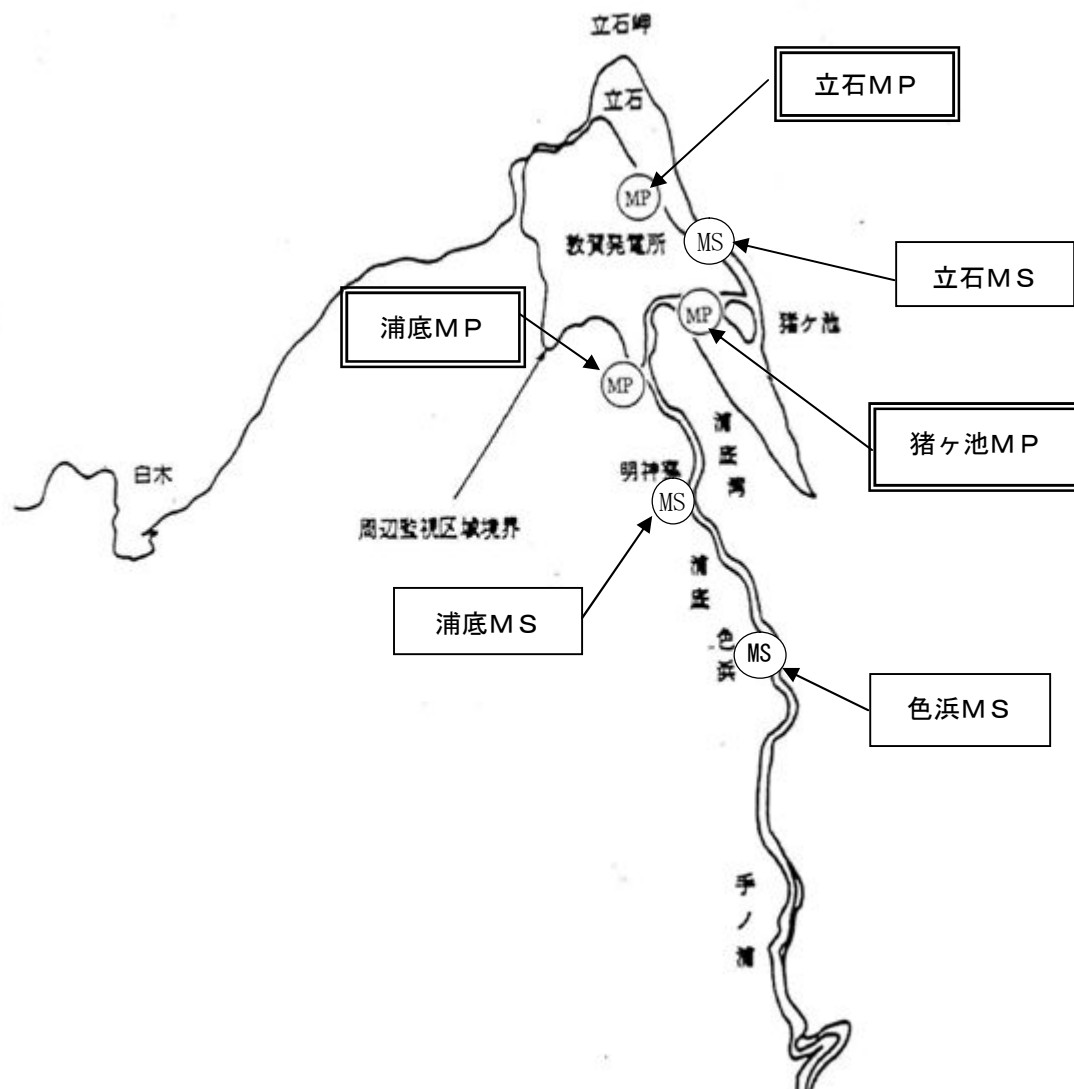 立石岬
立石MP
立石
MP
敦賀発電所
MS
立石MS
浦底MP
MP
猪ケ池
MP
猪ヶ池MP
浦底湾
白木
明神寮
MS
周辺監視区域境界
浦底
浦底MS
色浜
MS
色浜MS
手ノ浦